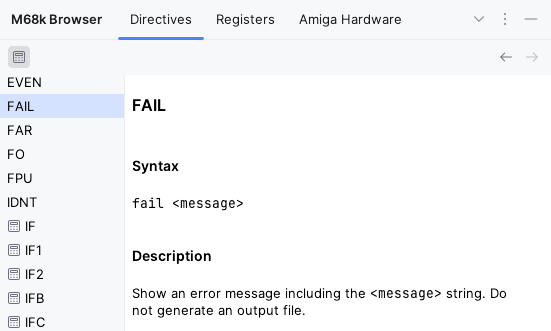 M68k Browser Directives Registers Amiga Hardware
EVEN
FAIL
FAR
FO
FPU
IDNT
IF
IF1
IF2
IFB
IFC
FAIL
Syntax
fail <message>
Description
Show an error message including the <message> string. Do
not generate an output file.